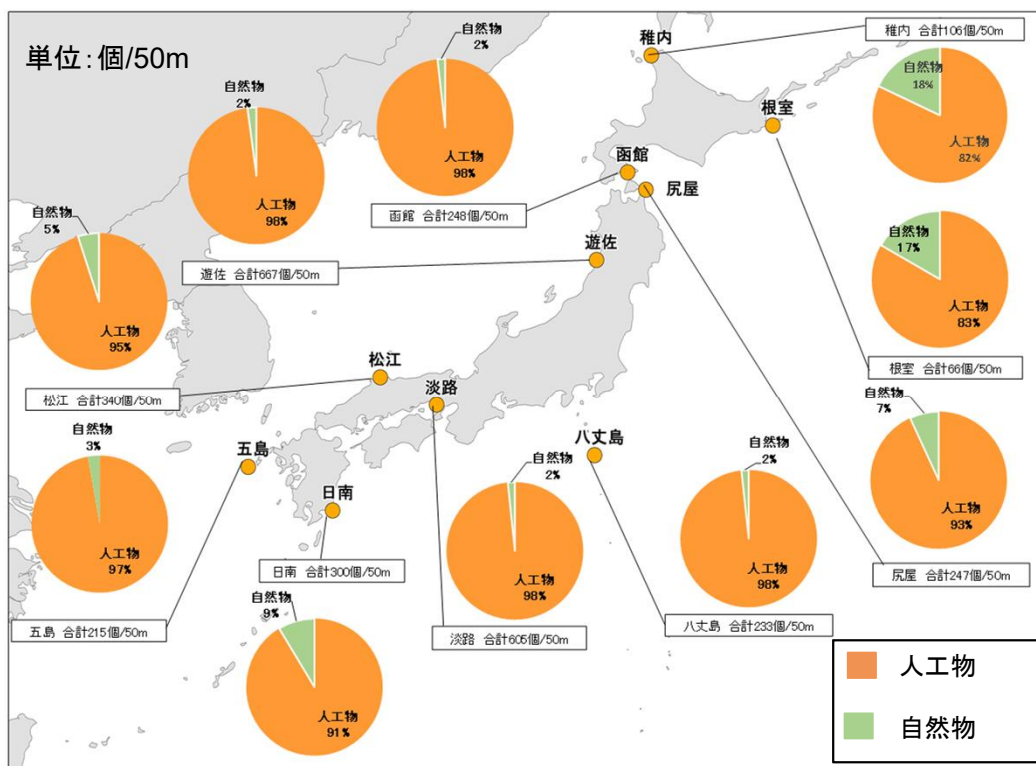 単位：個/50m
自然物
2%
人工物
98%
函館 合計248個/50m
自然物
2%
人工物
98%
遊佐 合計667個/50m
自然物
5%
人工物
95%
松江 合計340個/50m
自然物
3%
人工物
97%
五島 合計215個/50m
自然物
9%
人工物
91%
日南 合計300個/50m
自然物
2%
人工物
98%
淡路 合計605個/50m
自然物
2%
人工物
98%
八丈島 合計233個/50m
稚内 合計106個/50m
自然物
18%
人工物
82%
自然物
17%
人工物
83%
根室 合計66個/50m
自然物
7%
人工物
93%
尻屋 合計247個/50m
稚内
根室
函館
尻屋
遊佐
松江
淡路
八丈島
五島
日南
人工物
自然物